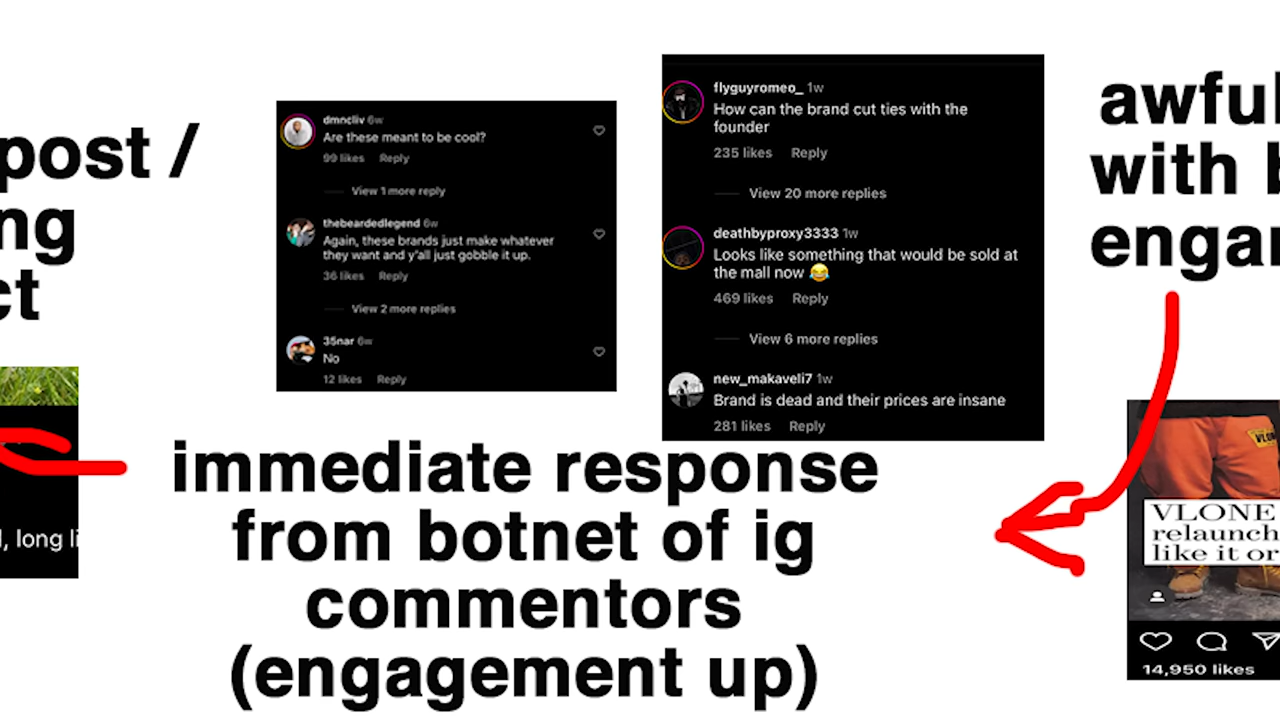 post /
ng
ct
, long li
dmncliv 6w
Are these meant to be cool?
99 likes Reply
View 1 more reply
thebeardedlegend 6w
Again, these brands just make whatever
they want and y'all just gobble it up.
36 likes Reply
View 2 more replies
35nar 6w
No
12 likes Reply
flyguyromeo_ 1w
How can the brand cut ties with the
founder
235 likes Reply
View 20 more replies
deathbyproxy3333 1w
Looks like something that would be sold at
the mall now 😂
469 likes Reply
View 6 more replies
new_makaveli7 1w
Brand is dead and their prices are insane
281 likes Reply
immediate response
from botnet of ig
commentors
(engagement up)
awful
with b
engar
VLONE
relaunch
like it or
14,950 likes